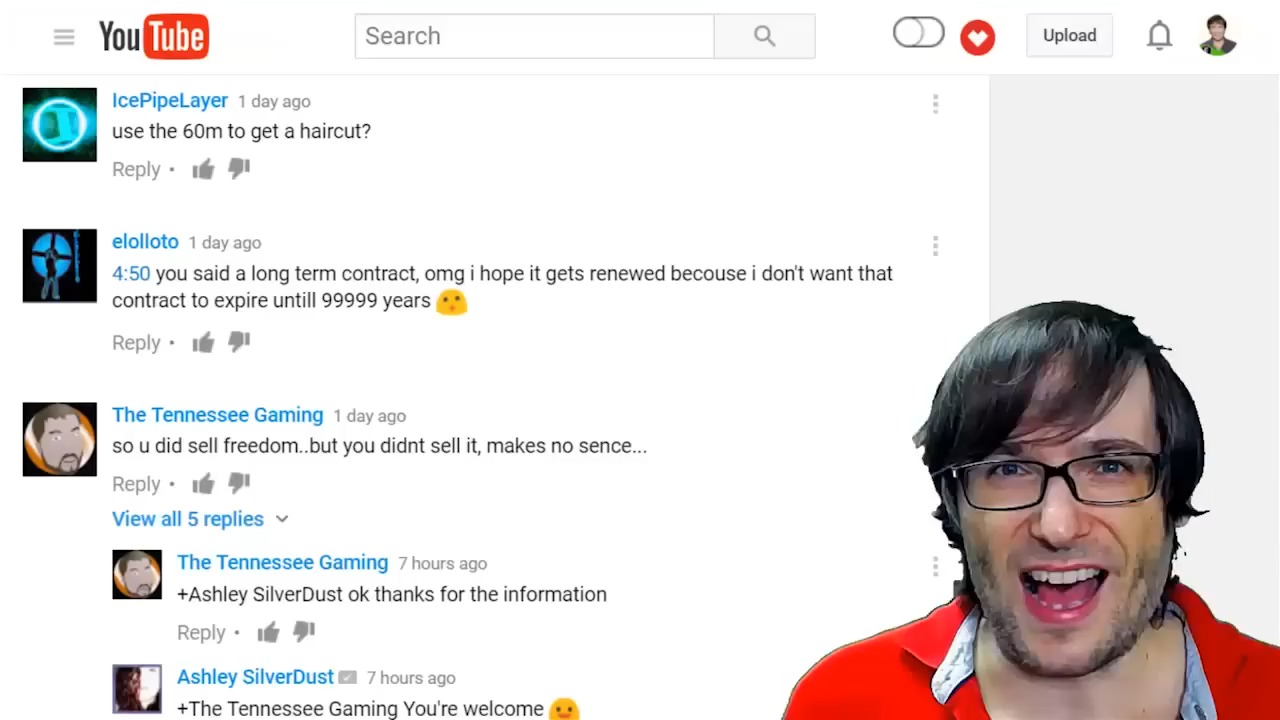 YouTube
Search
Upload
IcePipeLayer 1 day ago
use the 60m to get a haircut?
Reply •
elolloto 1 day ago
4:50 you said a long term contract, omg i hope it gets renewed becouse i don't want that
contract to expire untill 99999 years
Reply •
The Tennessee Gaming 1 day ago
so u did sell freedom..but you didnt sell it, makes no sence...
Reply •
View all 5 replies
The Tennessee Gaming 7 hours ago
+Ashley SilverDust ok thanks for the information
Reply •
Ashley SilverDust 7 hours ago
+The Tennessee Gaming You're welcome